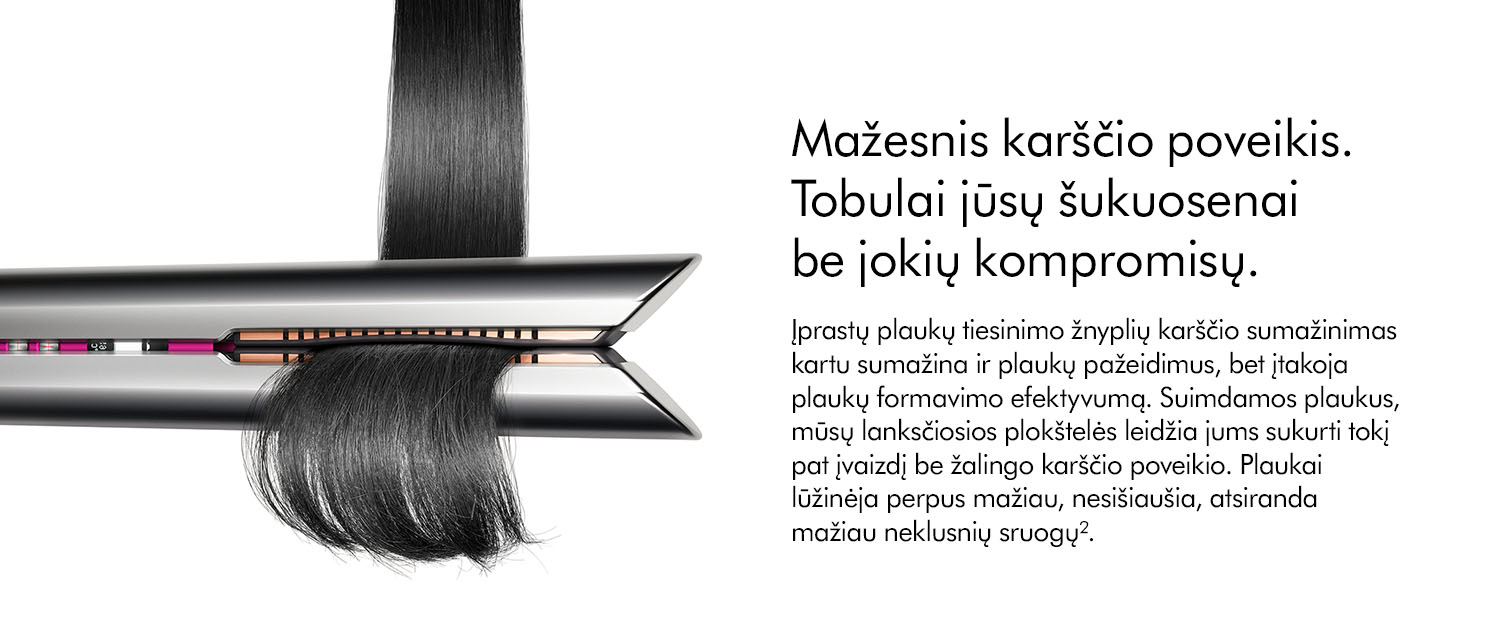 Mažesnis karščio poveikis.
Tobulai jūsų šukuosenai
be jokių kompromisų.
Įprastų plaukų tiesinimo žnyplių karščio sumažinimas
kartu sumažina ir plaukų pažeidimus, bet įtakoja
plaukų formavimo efektyvumą. Suimdamos plaukus,
mūsų lanksčiosios plokštelės leidžia jums sukurti tokį
pat įvaizdį be žalingo karščio poveikio. Plaukai
lūžinėja perpus mažiau, nesišiaušia, atsiranda
mažiau neklusnių sruogų².